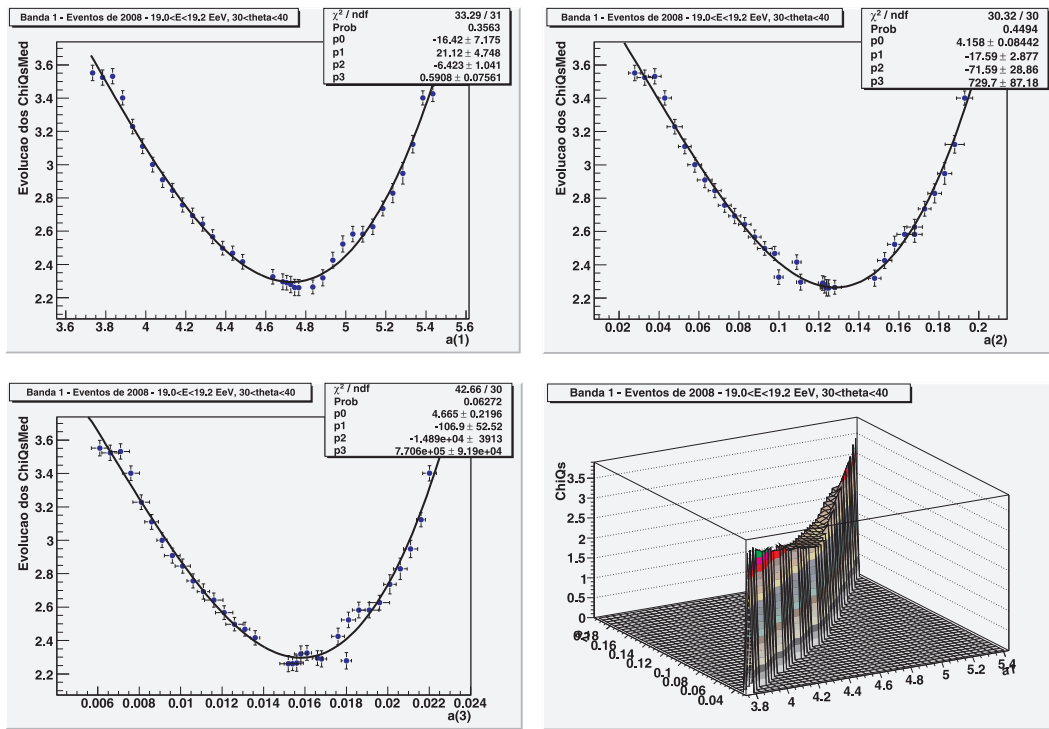 Banda 1 - Eventos de 2008 - 19.0<E<19.2 EeV, 30<theta<40
χ² / ndf 33.29 / 31
Prob 0.3563
p0 -16.42 ± 7.175
p1 21.12 ± 4.748
p2 -6.423 ± 1.041
p3 0.5908 ± 0.07561
Evolucao dos ChiQsMed
3.6
3.4
3.2
3
2.8
2.6
2.4
2.2
3.6 3.8 4 4.2 4.4 4.6 4.8 5 5.2 5.4 5.6
a(1)
Banda 1 - Eventos de 2008 - 19.0<E<19.2 EeV, 30<theta<40
χ² / ndf 30.32 / 30
Prob 0.4494
p0 4.158 ± 0.08442
p1 -17.59 ± 2.877
p2 -71.59 ± 28.86
p3 729.7 ± 87.18
Evolucao dos ChiQsMed
3.6
3.4
3.2
3
2.8
2.6
2.4
2.2
0.02 0.04 0.06 0.08 0.1 0.12 0.14 0.16 0.18 0.2
a(2)
Banda 1 - Eventos de 2008 - 19.0<E<19.2 EeV, 30<theta<40
χ² / ndf 42.66 / 30
Prob 0.06272
p0 4.665 ± 0.2196
p1 -106.9 ± 52.52
p2 -1.489e+04 ± 3913
p3 7.706e+05 ± 9.19e+04
Evolucao dos ChiQsMed
3.6
3.4
3.2
3
2.8
2.6
2.4
2.2
0.006 0.008 0.01 0.012 0.014 0.016 0.018 0.02 0.022 0.024
a(3)
Banda 1 - Eventos de 2008 - 19.0<E<19.2 EeV, 30<theta<40
ChiQs
3.5
3
2.5
2
1.5
1
0.5
0
0.18
0.16
0.14
0.12
0.1
0.08
0.06
0.04
3.8 4 4.2 4.4 4.6 4.8 5 5.2 5.4
a1